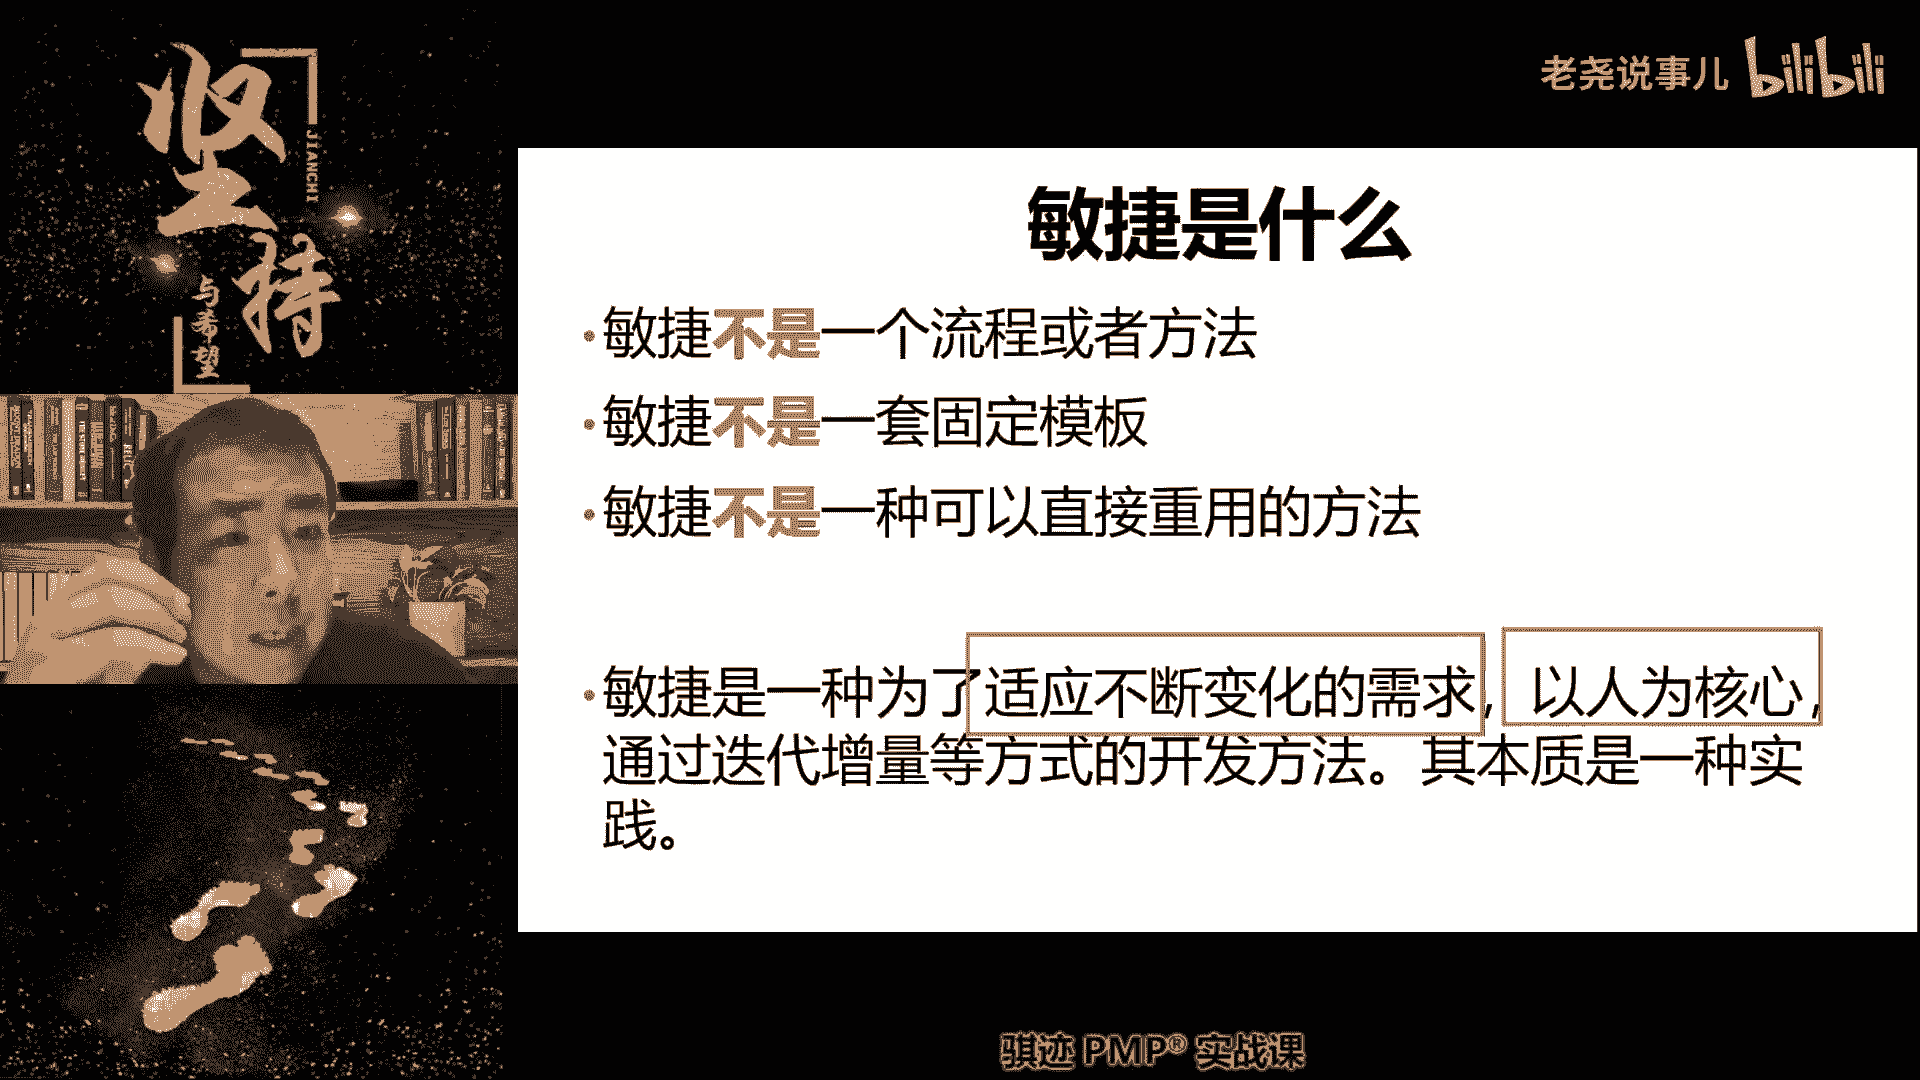 坚持
JIANCHI
与希望
老尧说事儿 bilibili
敏捷是什么
•敏捷不是一个流程或者方法
•敏捷不是一套固定模板
•敏捷不是一种可以直接重用的方法
•敏捷是一种为了适应不断变化的需求，以人为核心，
通过迭代增量等方式的开发方法。其本质是一种实
践。
骐迹 PMP® 实战课